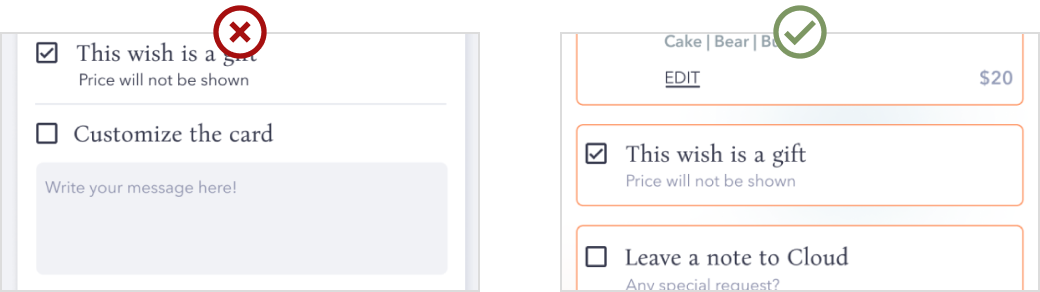 This wish is a gift
Price will not be shown
Customize the card
Write your message here!
Cake | Bear |
EDIT
$20
This wish is a gift
Price will not be shown
Leave a note to Cloud
Any special request?